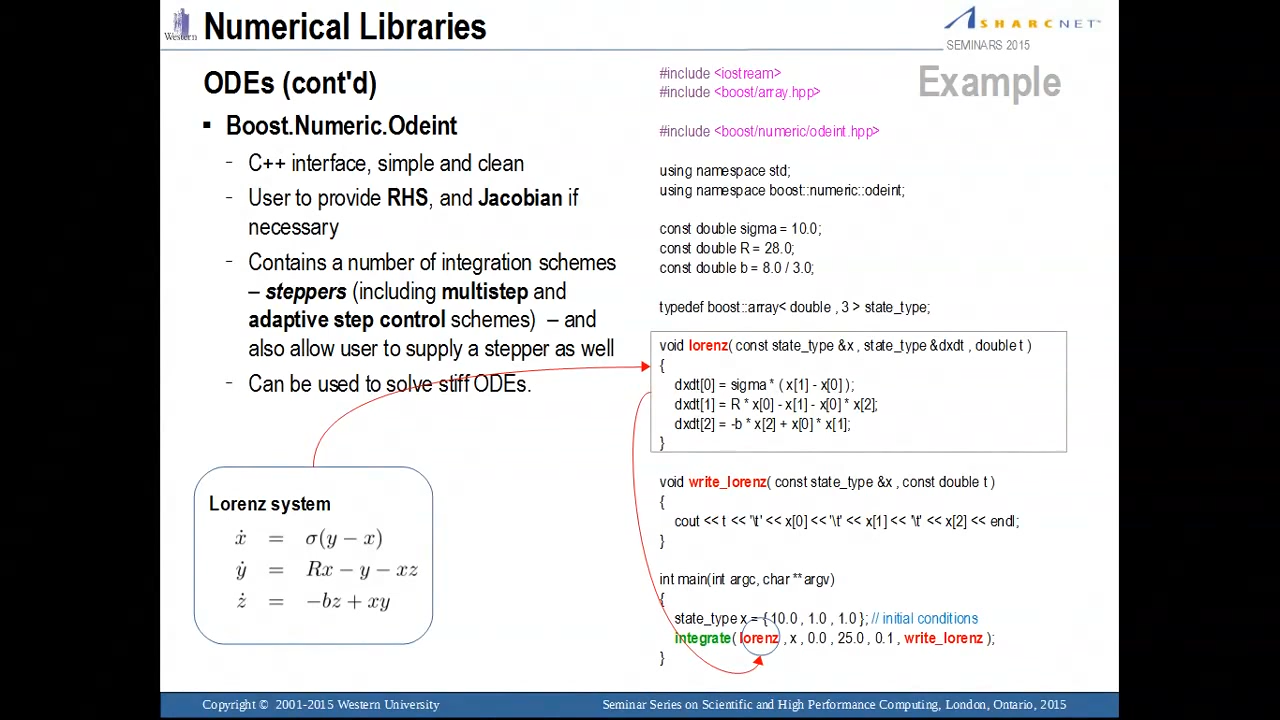 Western
Numerical Libraries
SHARCNET™
SEMINARS 2015
ODEs (cont'd)
▪ Boost.Numeric.Odeint
- C++ interface, simple and clean
- User to provide RHS, and Jacobian if
necessary
- Contains a number of integration schemes
– steppers (including multistep and
adaptive step control schemes) – and
also allow user to supply a stepper as well
- Can be used to solve stiff ODEs.
Lorenz system
ẋ = σ(y − x)
ẏ = Rx − y − xz
ż = −bz + xy
Example
#include <iostream>
#include <boost/array.hpp>
#include <boost/numeric/odeint.hpp>
using namespace std;
using namespace boost::numeric::odeint;
const double sigma = 10.0;
const double R = 28.0;
const double b = 8.0 / 3.0;
typedef boost::array< double , 3 > state_type;
void lorenz( const state_type &x , state_type &dxdt , double t )
{
dxdt[0] = sigma * ( x[1] - x[0] );
dxdt[1] = R * x[0] - x[1] - x[0] * x[2];
dxdt[2] = -b * x[2] + x[0] * x[1];
}
void write_lorenz( const state_type &x , const double t )
{
cout << t << '\t' << x[0] << '\t' << x[1] << '\t' << x[2] << endl;
}
int main(int argc, char **argv)
{
state_type x = { 10.0 , 1.0 , 1.0 }; // initial conditions
integrate( lorenz , x , 0.0 , 25.0 , 0.1 , write_lorenz );
}
Copyright © 2001-2015 Western University
Seminar Series on Scientific and High Performance Computing, London, Ontario, 2015